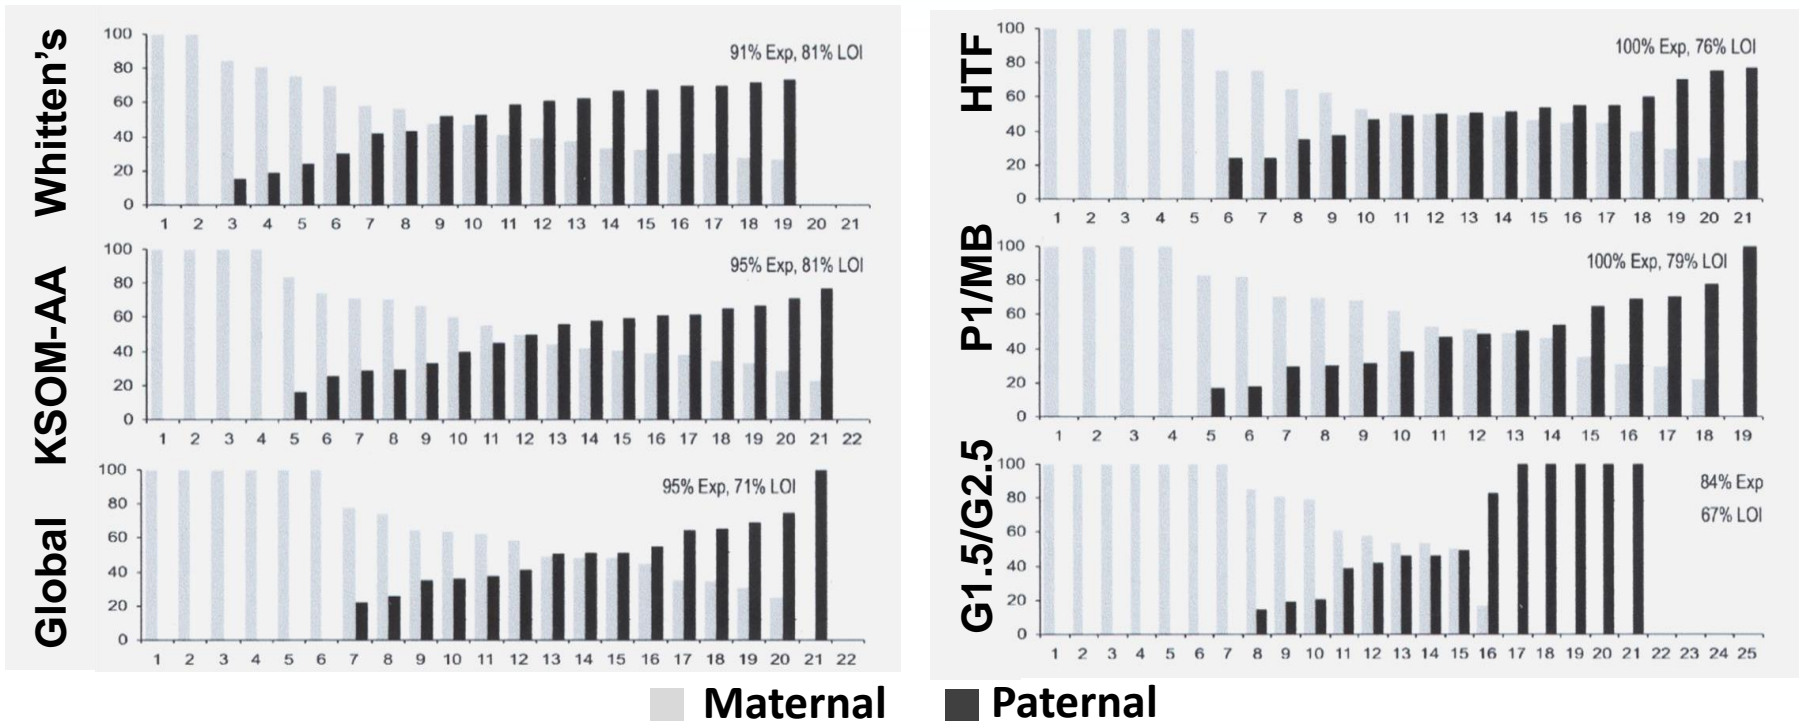 Whitten's
100
80
60
40
20
0
91% Exp, 81% LOI
1 2 3 4 5 6 7 8 9 10 11 12 13 14 15 16 17 18 19 20 21
KSOM-AA
100
80
60
40
20
0
95% Exp, 81% LOI
1 2 3 4 5 6 7 8 9 10 11 12 13 14 15 16 17 18 19 20 21 22
Global
100
80
60
40
20
0
95% Exp, 71% LOI
1 2 3 4 5 6 7 8 9 10 11 12 13 14 15 16 17 18 19 20 21 22
HTF
100
80
60
40
20
0
100% Exp, 76% LOI
1 2 3 4 5 6 7 8 9 10 11 12 13 14 15 16 17 18 19 20 21
P1/MB
100
80
60
40
20
0
100% Exp, 79% LOI
1 2 3 4 5 6 7 8 9 10 11 12 13 14 15 16 17 18 19
G1.5/G2.5
100
80
60
40
20
0
84% Exp
67% LOI
1 2 3 4 5 6 7 8 9 10 11 12 13 14 15 16 17 18 19 20 21 22 23 24 25
Maternal Paternal